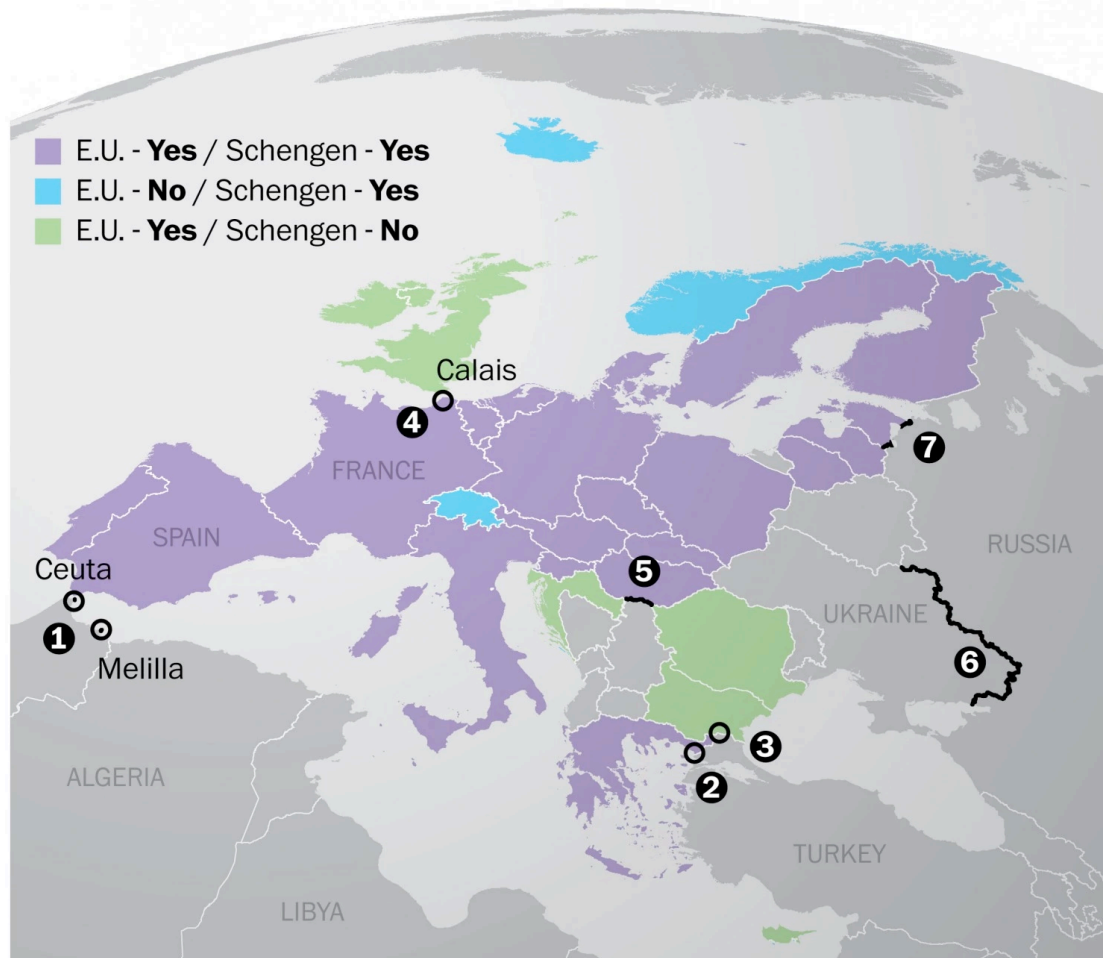 E.U. - Yes / Schengen - Yes
E.U. - No / Schengen - Yes
E.U. - Yes / Schengen - No
Calais
4
FRANCE
7
SPAIN
RUSSIA
Ceuta
5
UKRAINE
1
Melilla
6
3
ALGERIA
2
TURKEY
LIBYA